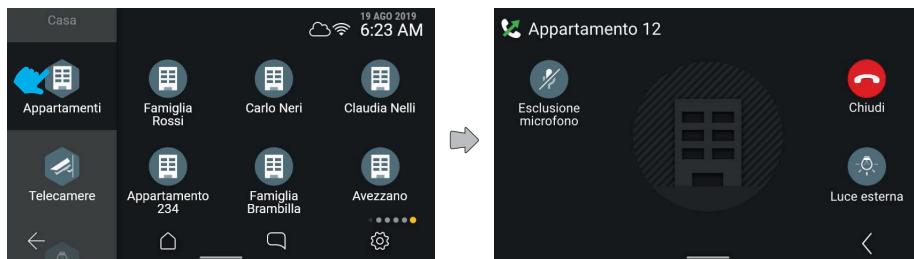 Casa
19 AGO 2019
6:23 AM
Appartamenti
Famiglia
Rossi
Carlo Neri
Claudia Nelli
Telecamere
Appartamento
234
Famiglia
Brambilla
Avezzano
Appartamento 12
Esclusione
microfono
Chiudi
Luce esterna